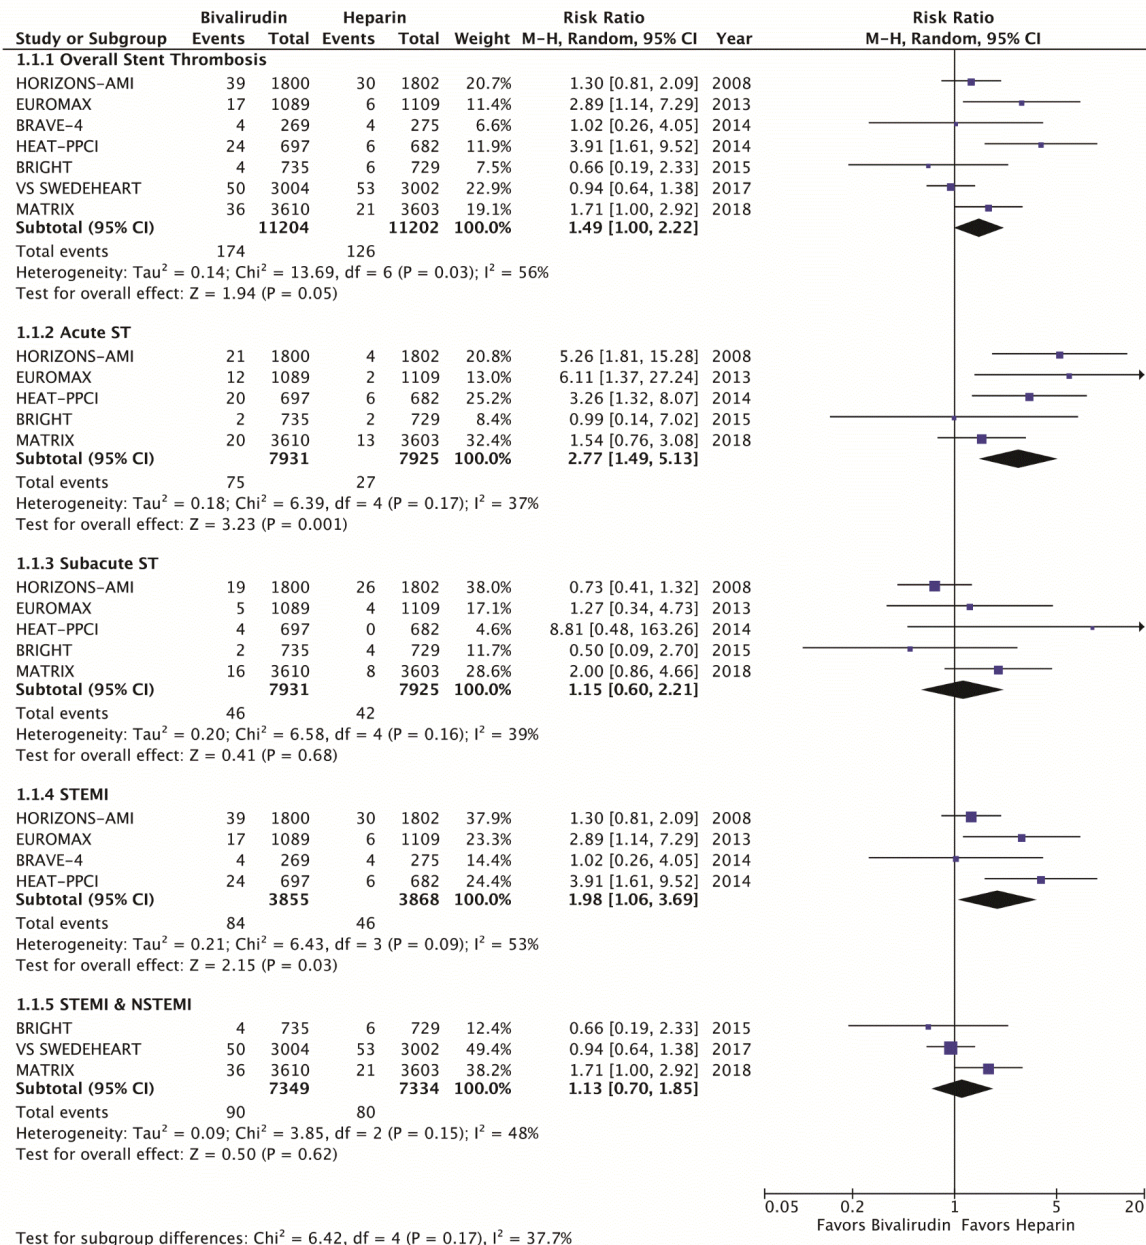 Bivalirudin Heparin Risk Ratio Risk Ratio
Study or Subgroup Events Total Events Total Weight M-H, Random, 95% CI Year M-H, Random, 95% CI
1.1.1 Overall Stent Thrombosis
HORIZONS-AMI 39 1800 30 1802 20.7% 1.30 [0.81, 2.09] 2008
EUROMAX 17 1089 6 1109 11.4% 2.89 [1.14, 7.29] 2013
BRAVE-4 4 269 4 275 6.6% 1.02 [0.26, 4.05] 2014
HEAT-PPCI 24 697 6 682 11.9% 3.91 [1.61, 9.52] 2014
BRIGHT 4 735 6 729 7.5% 0.66 [0.19, 2.33] 2015
VS SWEDEHEART 50 3004 53 3002 22.9% 0.94 [0.64, 1.38] 2017
MATRIX 36 3610 21 3603 19.1% 1.71 [1.00, 2.92] 2018
Subtotal (95% CI) 11204 11202 100.0% 1.49 [1.00, 2.22]
Total events 174 126
Heterogeneity: Tau² = 0.14; Chi² = 13.69, df = 6 (P = 0.03); I² = 56%
Test for overall effect: Z = 1.94 (P = 0.05)
1.1.2 Acute ST
HORIZONS-AMI 21 1800 4 1802 20.8% 5.26 [1.81, 15.28] 2008
EUROMAX 12 1089 2 1109 13.0% 6.11 [1.37, 27.24] 2013
HEAT-PPCI 20 697 6 682 25.2% 3.26 [1.32, 8.07] 2014
BRIGHT 2 735 2 729 8.4% 0.99 [0.14, 7.02] 2015
MATRIX 20 3610 13 3603 32.4% 1.54 [0.76, 3.08] 2018
Subtotal (95% CI) 7931 7925 100.0% 2.77 [1.49, 5.13]
Total events 75 27
Heterogeneity: Tau² = 0.18; Chi² = 6.39, df = 4 (P = 0.17); I² = 37%
Test for overall effect: Z = 3.23 (P = 0.001)
1.1.3 Subacute ST
HORIZONS-AMI 19 1800 26 1802 38.0% 0.73 [0.41, 1.32] 2008
EUROMAX 5 1089 4 1109 17.1% 1.27 [0.34, 4.73] 2013
HEAT-PPCI 4 697 0 682 4.6% 8.81 [0.48, 163.26] 2014
BRIGHT 2 735 4 729 11.7% 0.50 [0.09, 2.70] 2015
MATRIX 16 3610 8 3603 28.6% 2.00 [0.86, 4.66] 2018
Subtotal (95% CI) 7931 7925 100.0% 1.15 [0.60, 2.21]
Total events 46 42
Heterogeneity: Tau² = 0.20; Chi² = 6.58, df = 4 (P = 0.16); I² = 39%
Test for overall effect: Z = 0.41 (P = 0.68)
1.1.4 STEMI
HORIZONS-AMI 39 1800 30 1802 37.9% 1.30 [0.81, 2.09] 2008
EUROMAX 17 1089 6 1109 23.3% 2.89 [1.14, 7.29] 2013
BRAVE-4 4 269 4 275 14.4% 1.02 [0.26, 4.05] 2014
HEAT-PPCI 24 697 6 682 24.4% 3.91 [1.61, 9.52] 2014
Subtotal (95% CI) 3855 3868 100.0% 1.98 [1.06, 3.69]
Total events 84 46
Heterogeneity: Tau² = 0.21; Chi² = 6.43, df = 3 (P = 0.09); I² = 53%
Test for overall effect: Z = 2.15 (P = 0.03)
1.1.5 STEMI & NSTEMI
BRIGHT 4 735 6 729 12.4% 0.66 [0.19, 2.33] 2015
VS SWEDEHEART 50 3004 53 3002 49.4% 0.94 [0.64, 1.38] 2017
MATRIX 36 3610 21 3603 38.2% 1.71 [1.00, 2.92] 2018
Subtotal (95% CI) 7349 7334 100.0% 1.13 [0.70, 1.85]
Total events 90 80
Heterogeneity: Tau² = 0.09; Chi² = 3.85, df = 2 (P = 0.15); I² = 48%
Test for overall effect: Z = 0.50 (P = 0.62)
0.05 0.2 1 5 20
Favors Bivalirudin Favors Heparin
Test for subgroup differences: Chi² = 6.42, df = 4 (P = 0.17), I² = 37.7%